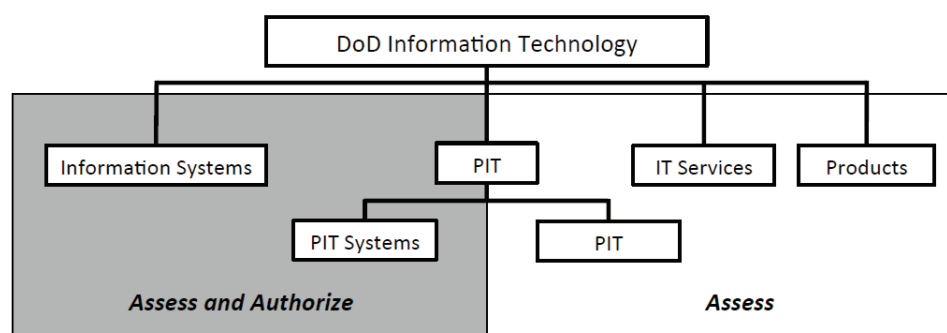 DoD Information Technology
Information Systems
PIT
IT Services
Products
PIT Systems
PIT
Assess and Authorize
Assess